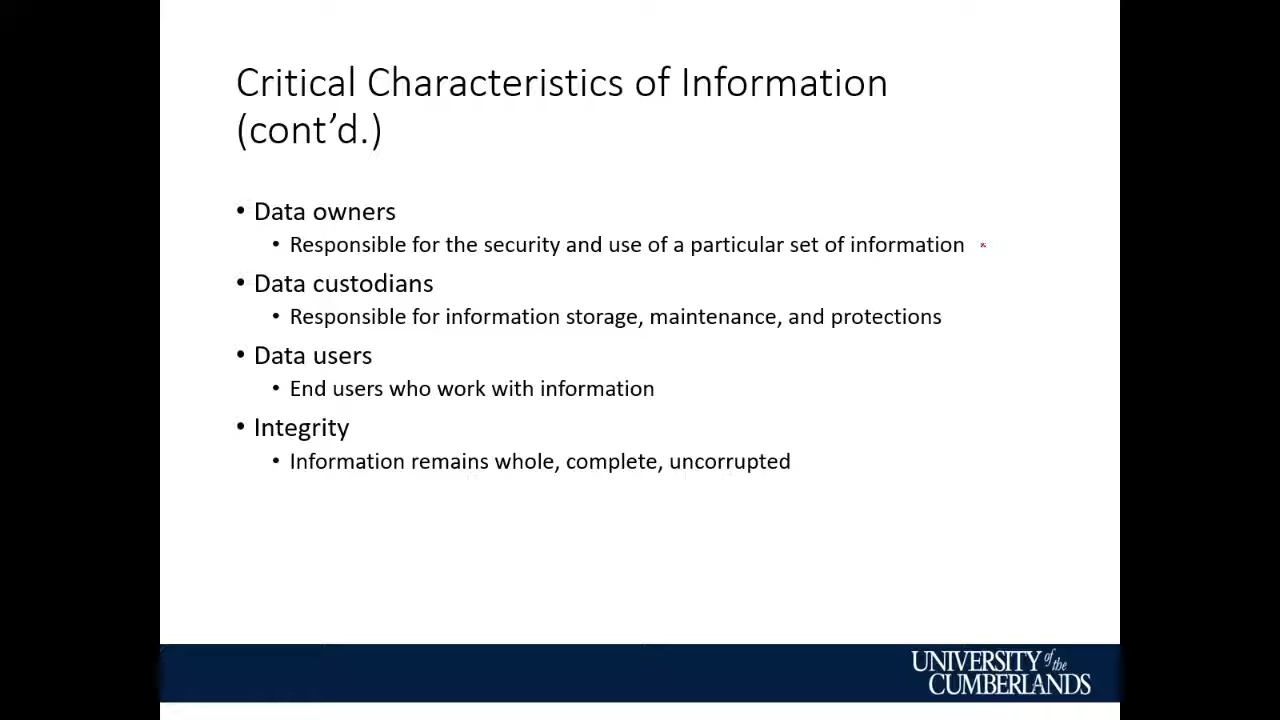 Critical Characteristics of Information
(cont’d.)
• Data owners
• Responsible for the security and use of a particular set of information
• Data custodians
• Responsible for information storage, maintenance, and protections
• Data users
• End users who work with information
• Integrity
• Information remains whole, complete, uncorrupted
UNIVERSITY of the
CUMBERLANDS